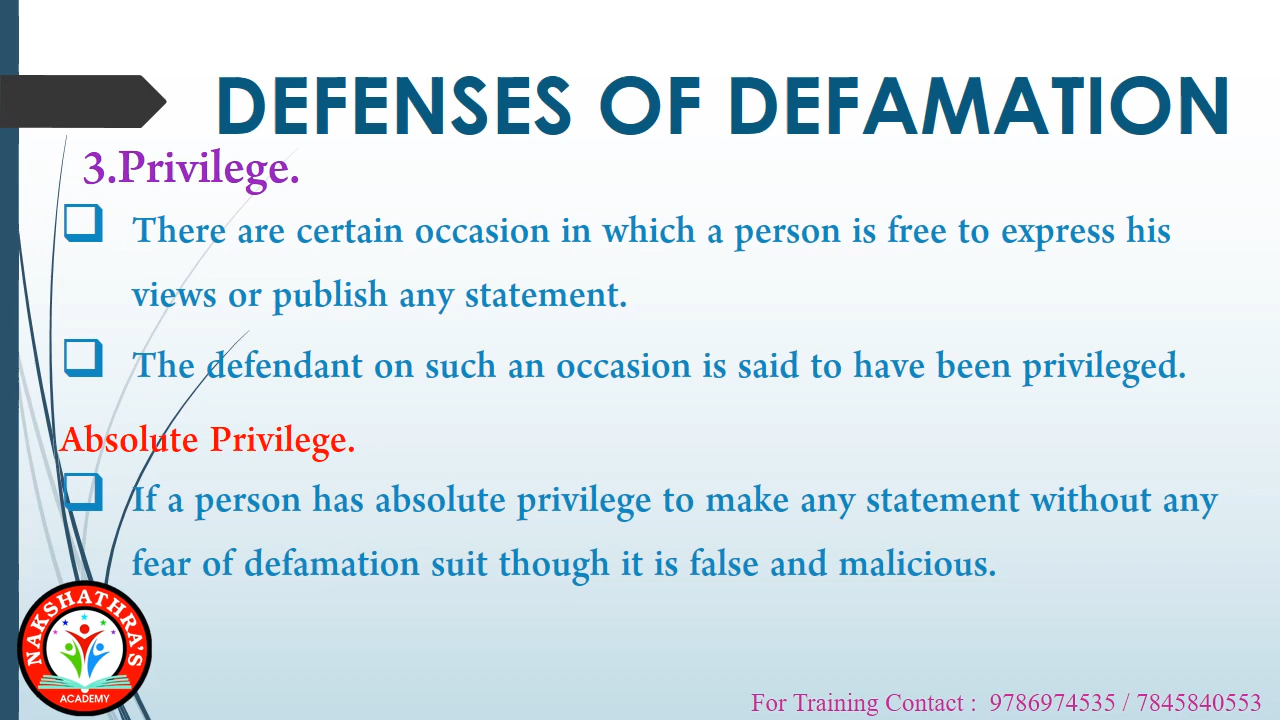 DEFENSES OF DEFAMATION
3.Privilege.
There are certain occasion in which a person is free to express his
views or publish any statement.
The defendant on such an occasion is said to have been privileged.
Absolute Privilege.
If a person has absolute privilege to make any statement without any
fear of defamation suit though it is false and malicious.
NAKSHATHRA'S
ACADEMY
For Training Contact : 9786974535 / 7845840553